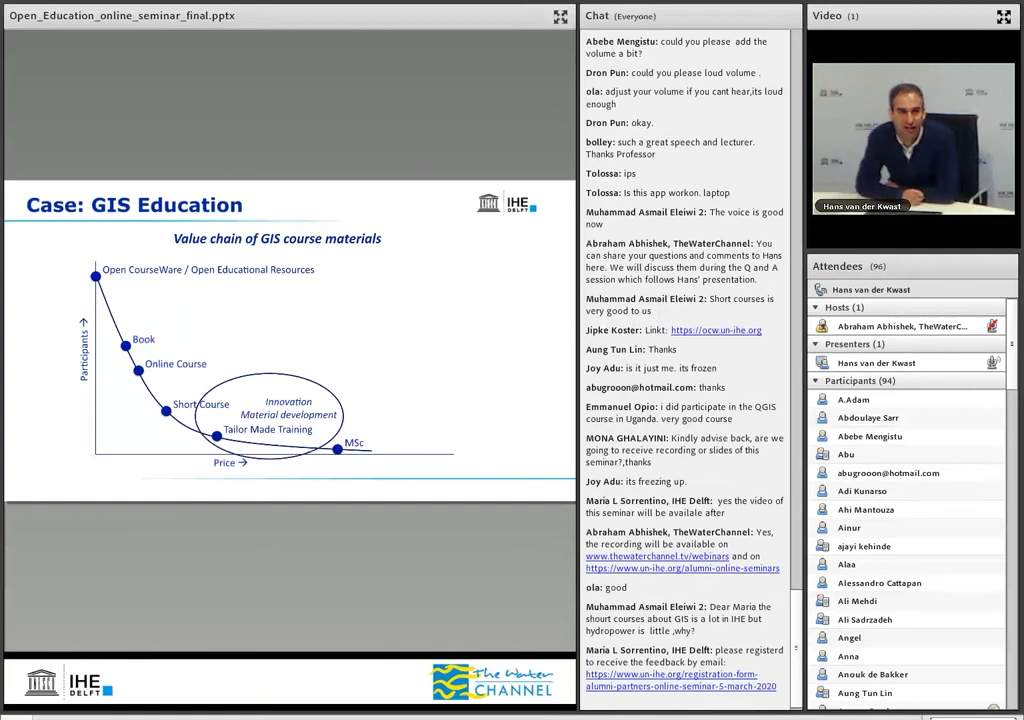 Open_Education_online_seminar_final.pptx
Case: GIS Education
IHE
DELFT
Value chain of GIS course materials
Open CourseWare / Open Educational Resources
Book
Online Course
Short Course
Innovation
Material development
Tailor Made Training
MSc
Participants →
Price →
IHE
DELFT
The Water
CHANNEL
Chat (Everyone)
Abebe Mengistu: could you please add the
volume a bit?
Dron Pun: could you please loud volume .
ola: adjust your volume if you cant hear,its loud
enough
Dron Pun: okay.
bolley: such a great speech and lecturer.
Thanks Professor
Tolossa: ips
Tolossa: Is this app workon. laptop
Muhammad Asmail Eleiwi 2: The voice is good
now
Abraham Abhishek, TheWaterChannel: You
can share your questions and comments to Hans
here. We will discuss them during the Q and A
session which follows Hans' presentation.
Muhammad Asmail Eleiwi 2: Short courses is
very good to us
Jipke Koster: Linkt: https://ocw.un-ihe.org
Aung Tun Lin: Thanks
Joy Adu: is it just me. its frozen
abugrooon@hotmail.com: thanks
Emmanuel Opio: i did participate in the QGIS
course in Uganda. very good course
MONA GHALAYINI: Kindly advise back, are we
going to receive recording or slides of this
seminar?,thanks
Joy Adu: its freezing up.
Maria L Sorrentino, IHE Delft: yes the video of
this seminar will be availale after
Abraham Abhishek, TheWaterChannel: Yes,
the recording will be available on
www.thewaterchannel.tv/webinars and on
https://www.un-ihe.org/alumni-online-seminars
ola: good
Muhammad Asmail Eleiwi 2: Dear Maria the
shourt courses about GIS is a lot in IHE but
hydropower is little ,why?
Maria L Sorrentino, IHE Delft: please registerd
to receive the feedback by email:
https://www.un-ihe.org/registration-form-
alumni-partners-online-seminar-5-march-2020
Video (1)
Hans van der Kwast
Attendees (96)
Hans van der Kwast
Hosts (1)
Abraham Abhishek, TheWaterC...
Presenters (1)
Hans van der Kwast
Participants (94)
A.Adam
Abdoulaye Sarr
Abebe Mengistu
Abu
abugrooon@hotmail.com
Adi Kunarso
Ahi Mantouza
Ainur
ajayi kehinde
Alaa
Alessandro Cattapan
Ali Mehdi
Ali Sadrzadeh
Angel
Anna
Anouk de Bakker
Aung Tun Lin